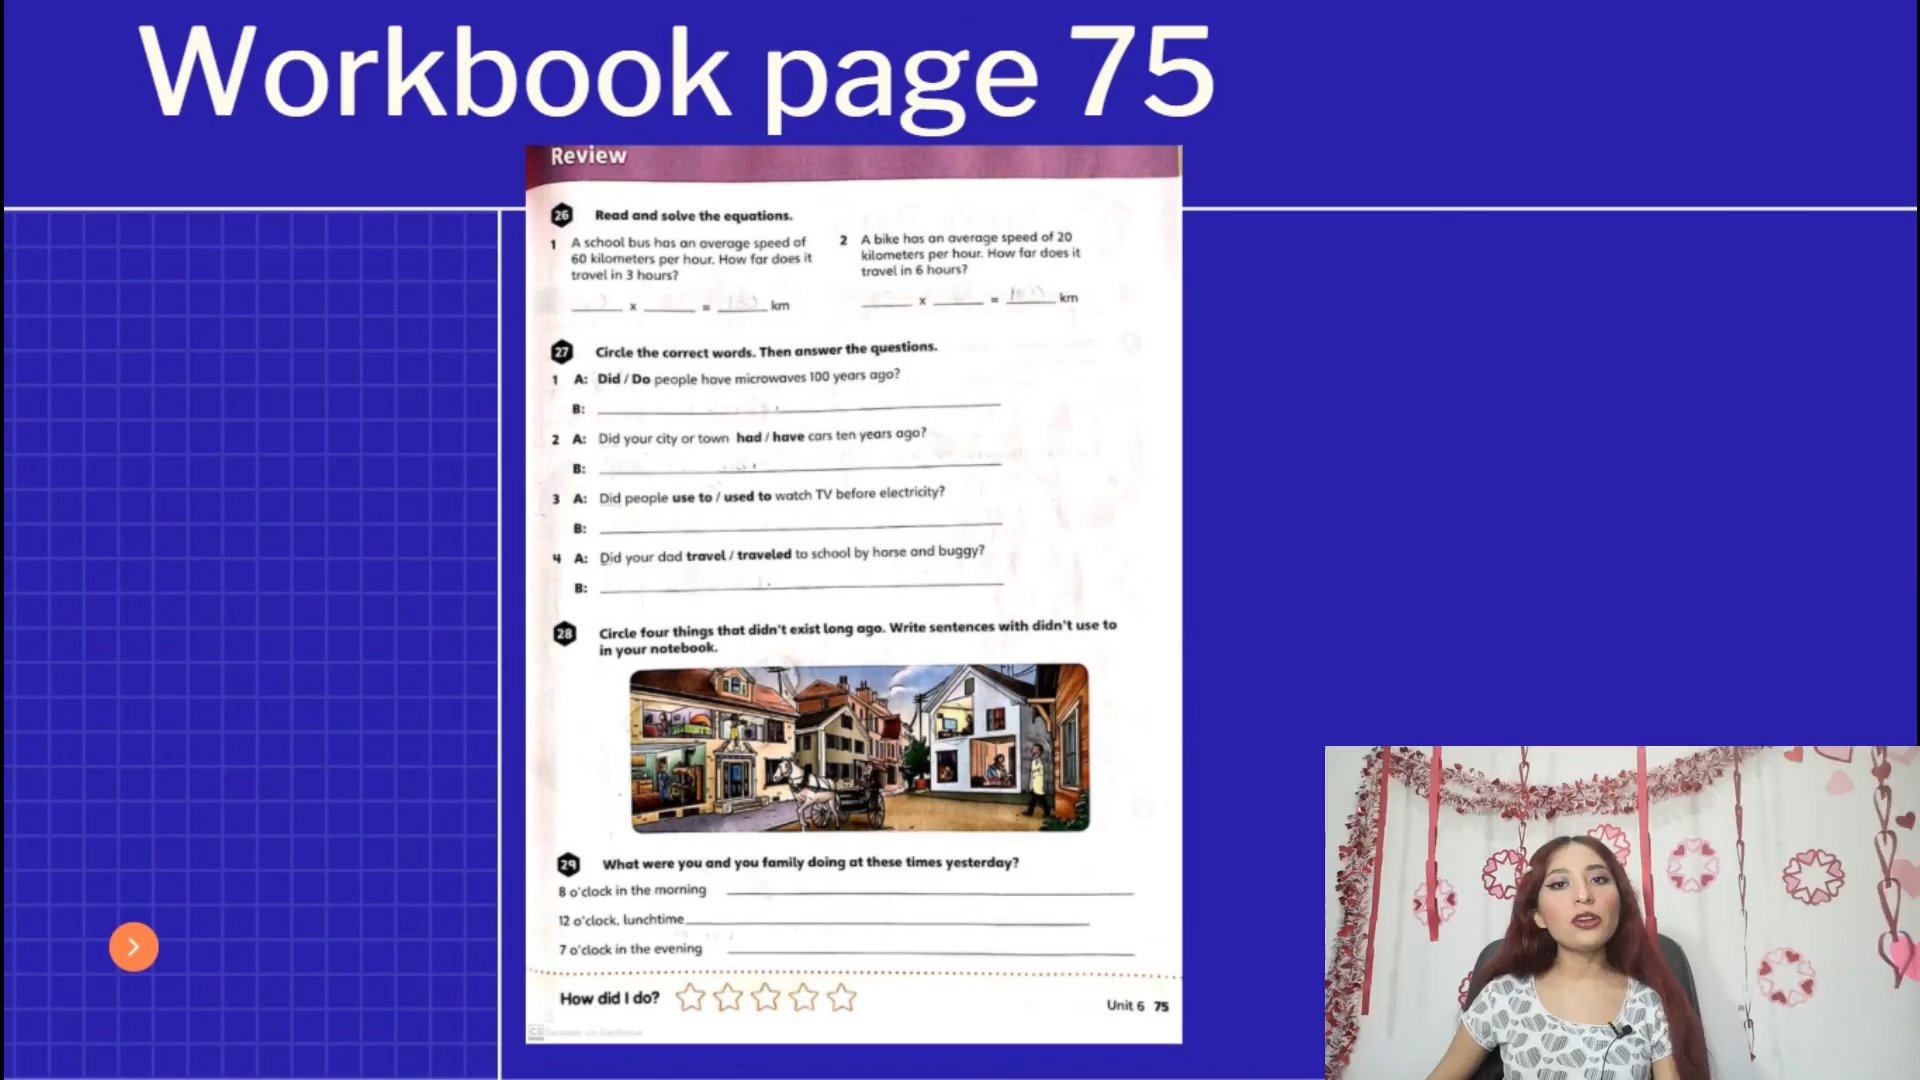 Workbook page 75
Review
26 Read and solve the equations.
1 A school bus has an average speed of
60 kilometers per hour. How far does it
travel in 3 hours?
x = 180 km
2 A bike has an average speed of 20
kilometers per hour. How far does it
travel in 6 hours?
x = km
27 Circle the correct words. Then answer the questions.
1 A: Did / Do people have microwaves 100 years ago?
B:
2 A: Did your city or town had / have cars ten years ago?
B:
3 A: Did people use to / used to watch TV before electricity?
B:
4 A: Did your dad travel / traveled to school by horse and buggy?
B:
28 Circle four things that didn't exist long ago. Write sentences with didn't use to
in your notebook.
29 What were you and you family doing at these times yesterday?
8 o'clock in the morning
12 o'clock, lunchtime
7 o'clock in the evening
How did I do?
Unit 6 75
CS